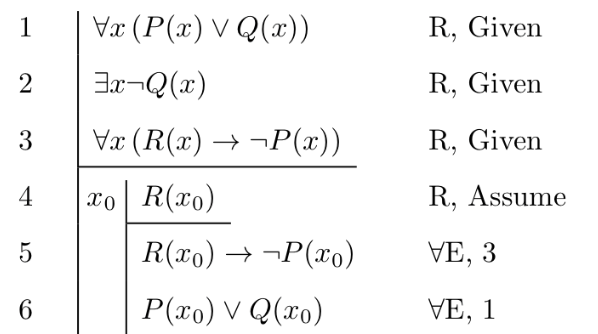 1 ∀x (P(x) ∨ Q(x)) R, Given
2 ∃x¬Q(x) R, Given
3 ∀x (R(x) → ¬P(x)) R, Given
4 x₀ R(x₀) R, Assume
5 R(x₀) → ¬P(x₀) ∀E, 3
6 P(x₀) ∨ Q(x₀) ∀E, 1